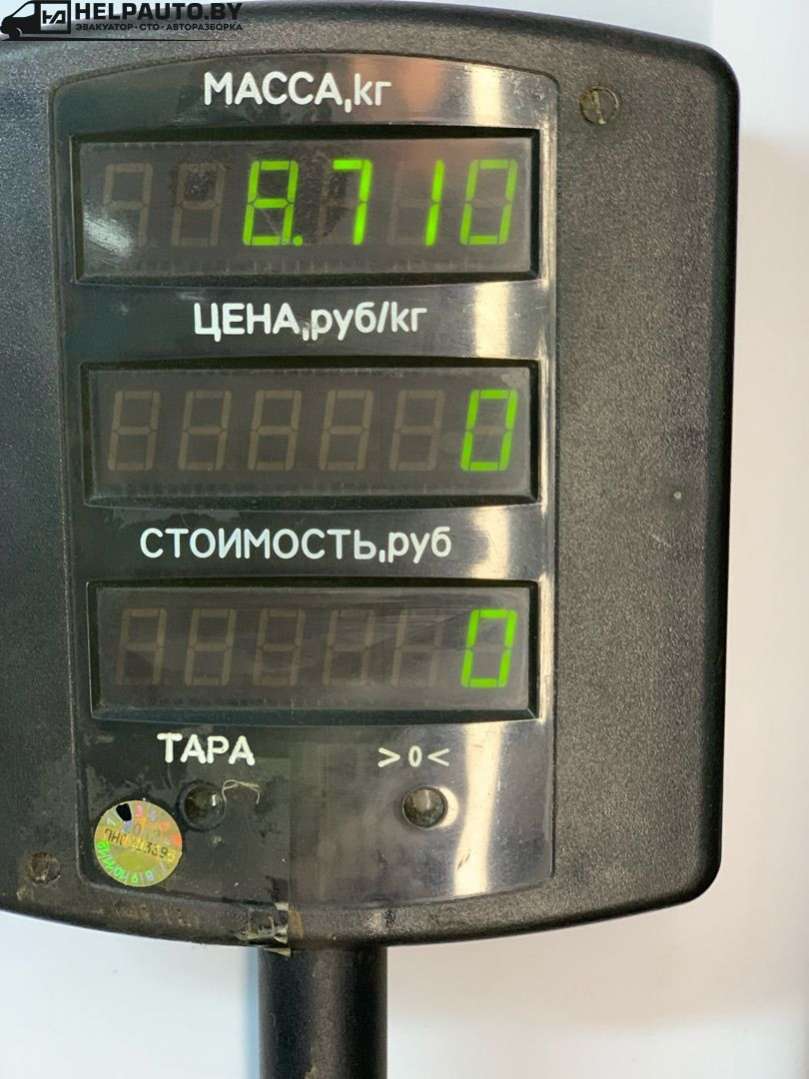 HELPAUTO.BY
ЭВАКУАТОР·СТО·АВТОРАЗБОРКА
МАССА,кг
8.710
ЦЕНА,руб/кг
0
СТОИМОСТЬ,руб
0
ТАРА >0<